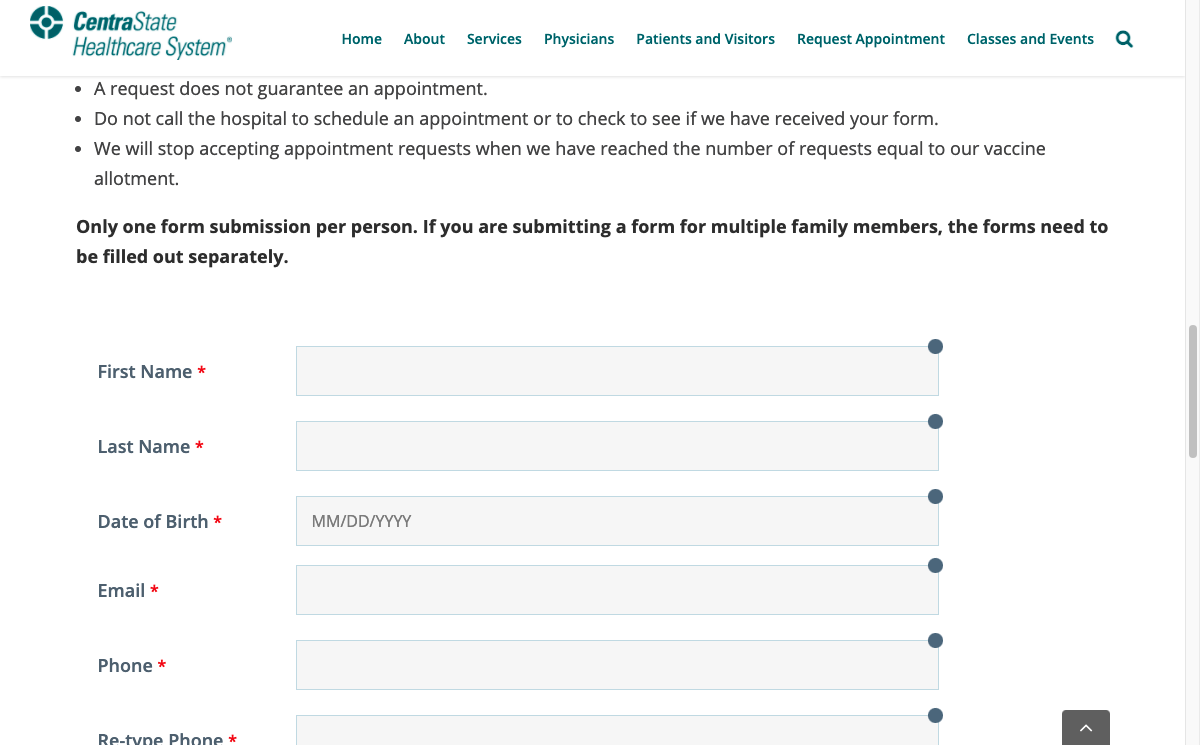 CentraState
Healthcare System®
Home About Services Physicians Patients and Visitors Request Appointment Classes and Events
• A request does not guarantee an appointment.
• Do not call the hospital to schedule an appointment or to check to see if we have received your form.
• We will stop accepting appointment requests when we have reached the number of requests equal to our vaccine
allotment.
Only one form submission per person. If you are submitting a form for multiple family members, the forms need to
be filled out separately.
First Name *
Last Name *
Date of Birth * MM/DD/YYYY
Email *
Phone *
Re-type Phone *